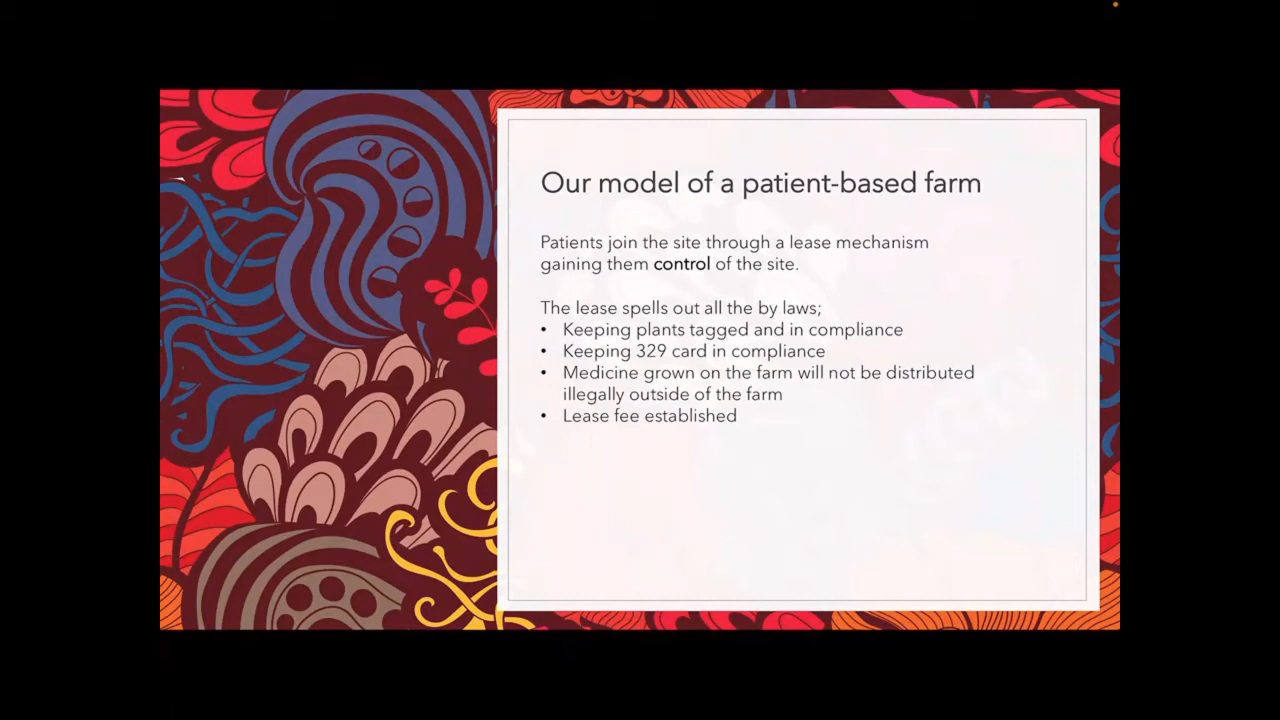 Our model of a patient-based farm
Patients join the site through a lease mechanism
gaining them control of the site.
The lease spells out all the by laws;
• Keeping plants tagged and in compliance
• Keeping 329 card in compliance
• Medicine grown on the farm will not be distributed
illegally outside of the farm
• Lease fee established